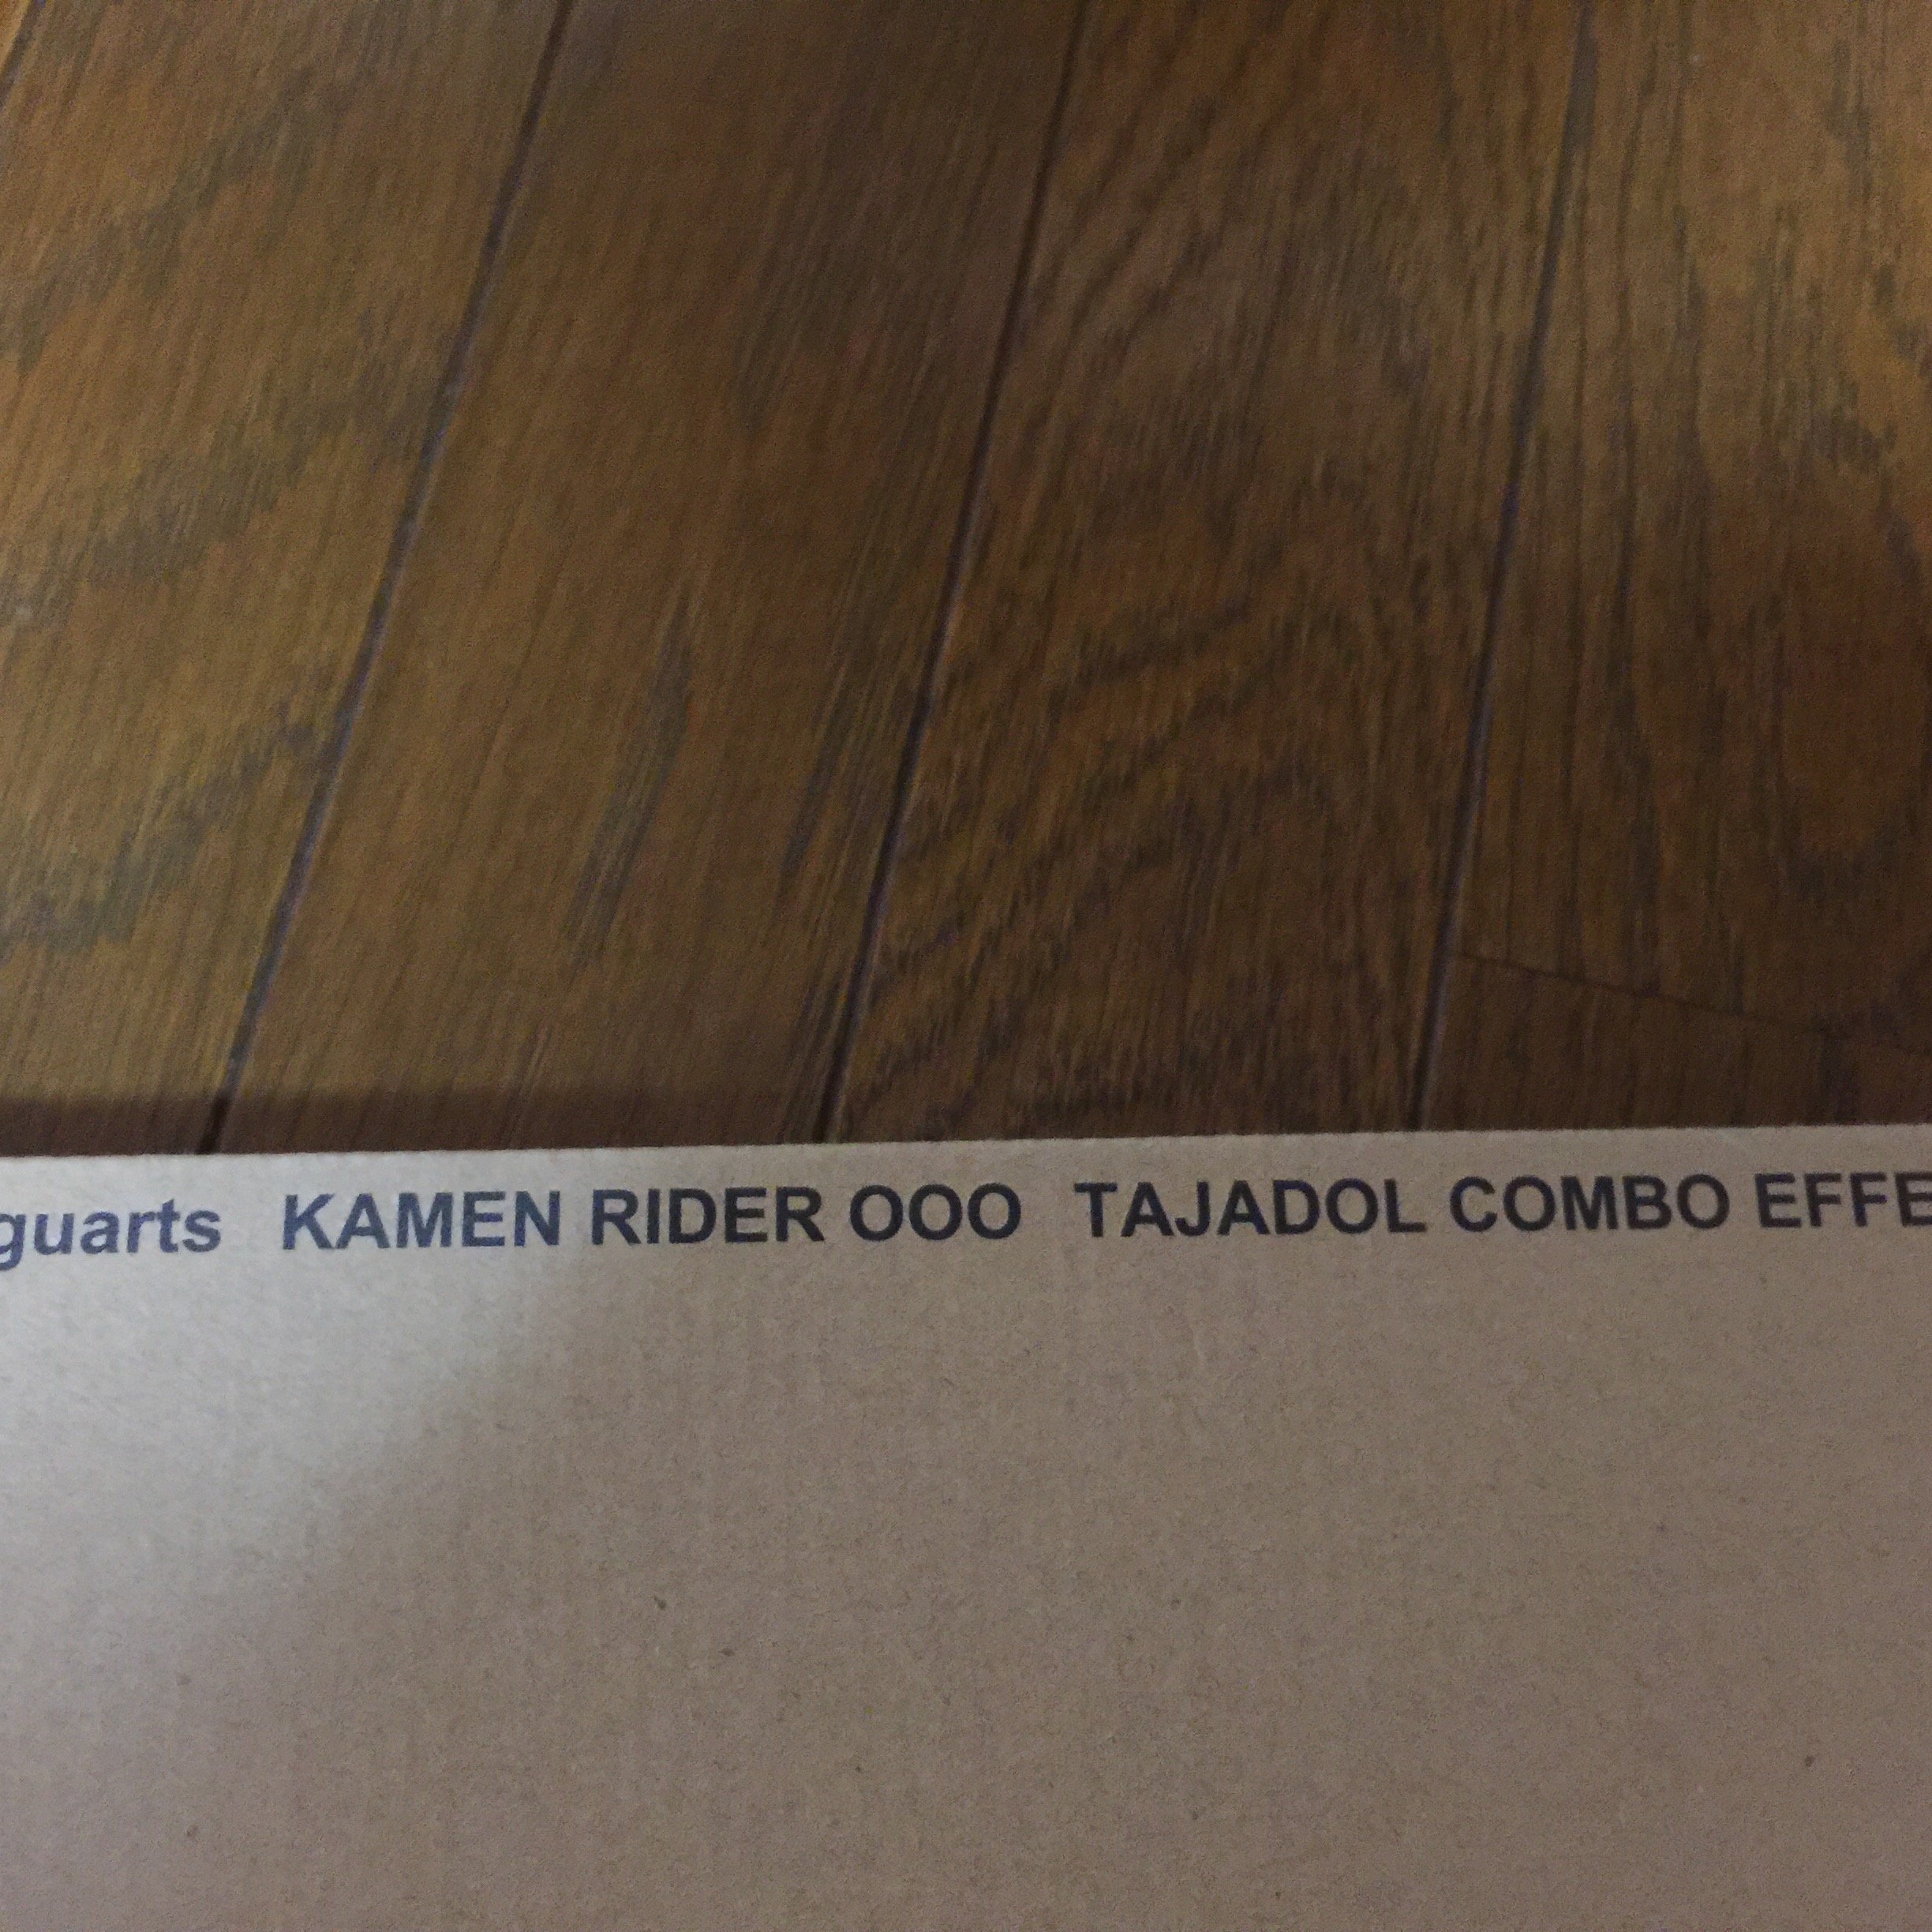 guarts KAMEN RIDER OOO TAJADOL COMBO EFFE